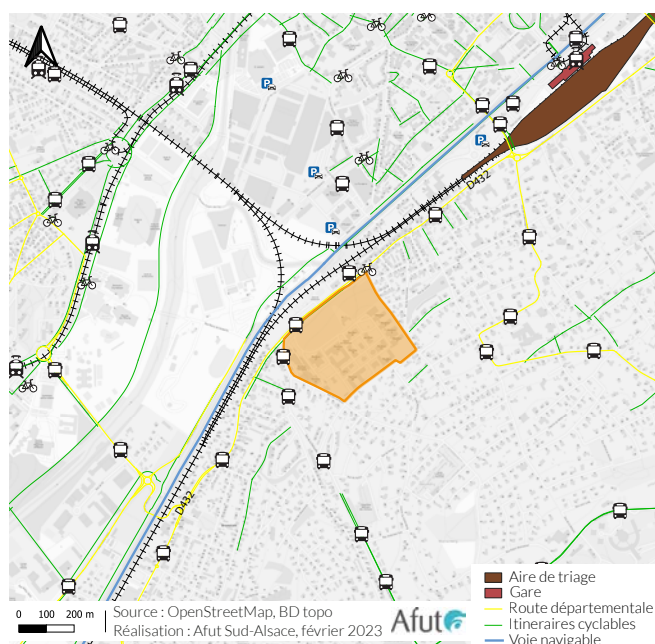 P
P
P
P
D432
D432
Aire de triage
Gare
Route départementale
Itineraires cyclables
Voie navigable
0 100 200 m
Source : OpenStreetMap, BD topo
Réalisation : Afut Sud-Alsace, février 2023
Afut